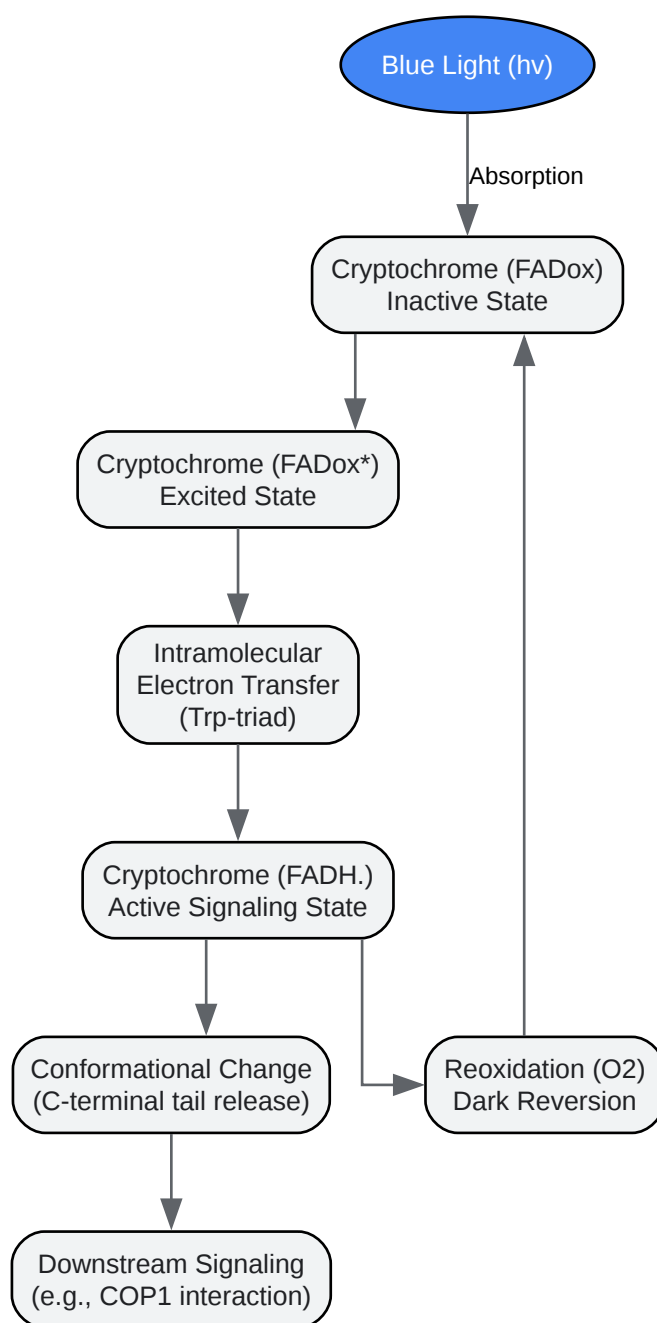 Blue Light (hv)
Absorption
Cryptochrome (FADox)
Inactive State
Cryptochrome (FADox*)
Excited State
Intramolecular
Electron Transfer
(Trp-triad)
Cryptochrome (FADH.)
Active Signaling State
Conformational Change
(C-terminal tail release)
Reoxidation (O2)
Dark Reversion
Downstream Signaling
(e.g., COP1 interaction)